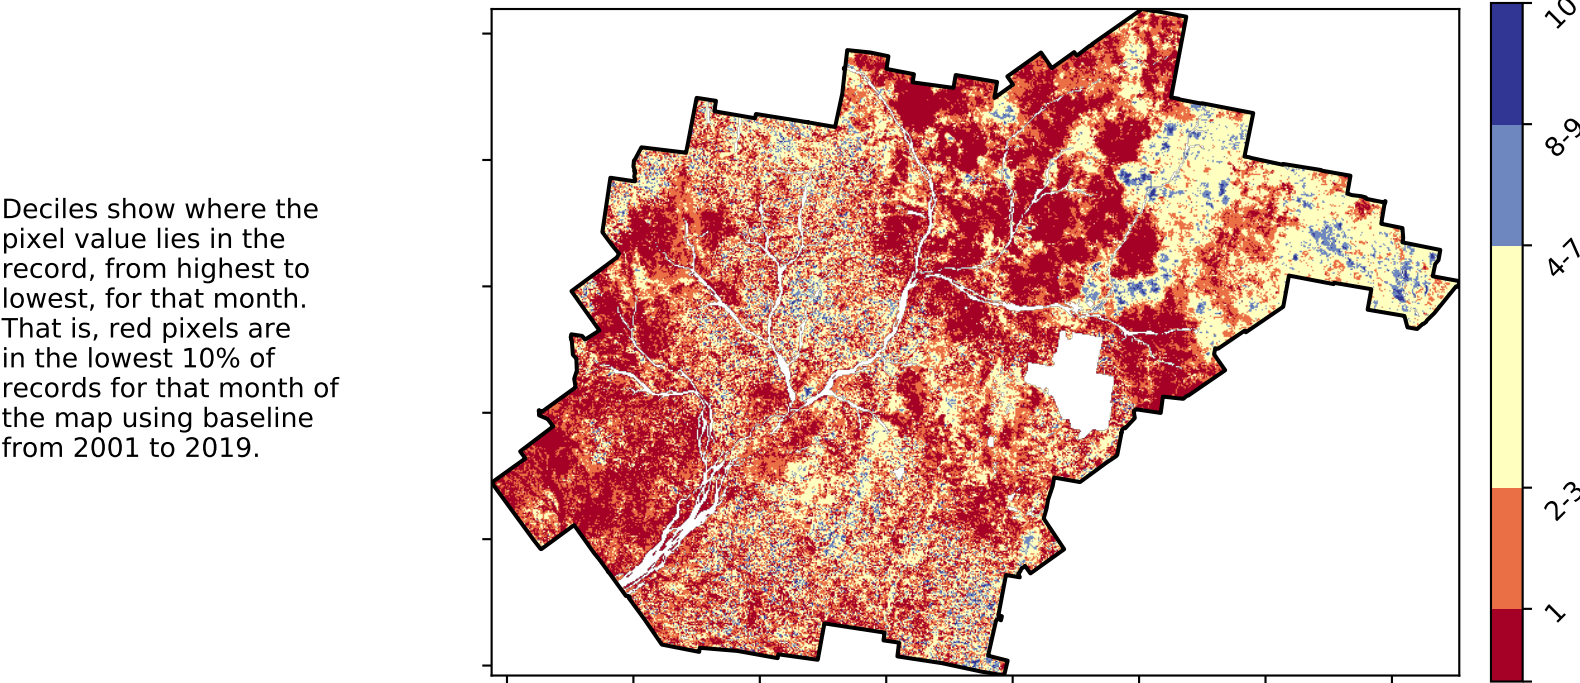 Deciles show where the
pixel value lies in the
record, from highest to
lowest, for that month.
That is, red pixels are
in the lowest 10% of
records for that month of
the map using baseline
from 2001 to 2019.
10
8-9
4-7
2-3
1